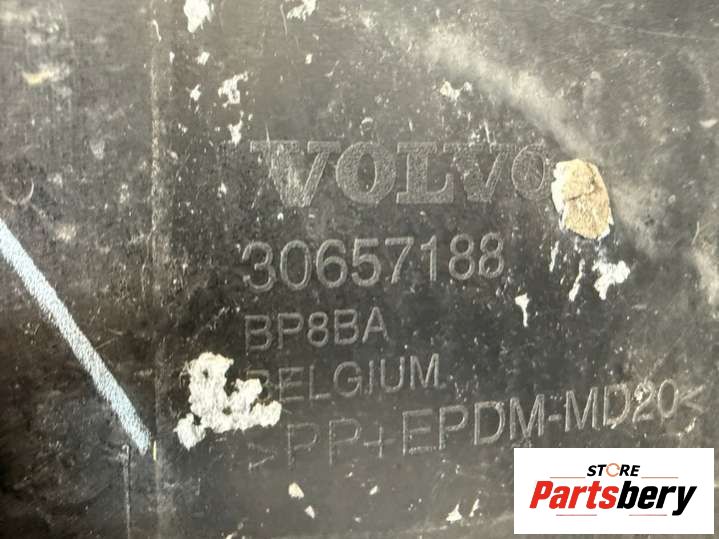 VOLVO
30657188
BP8BA
BELGIUM
>PP+EPDM-MD20<
STORE
Partsbery